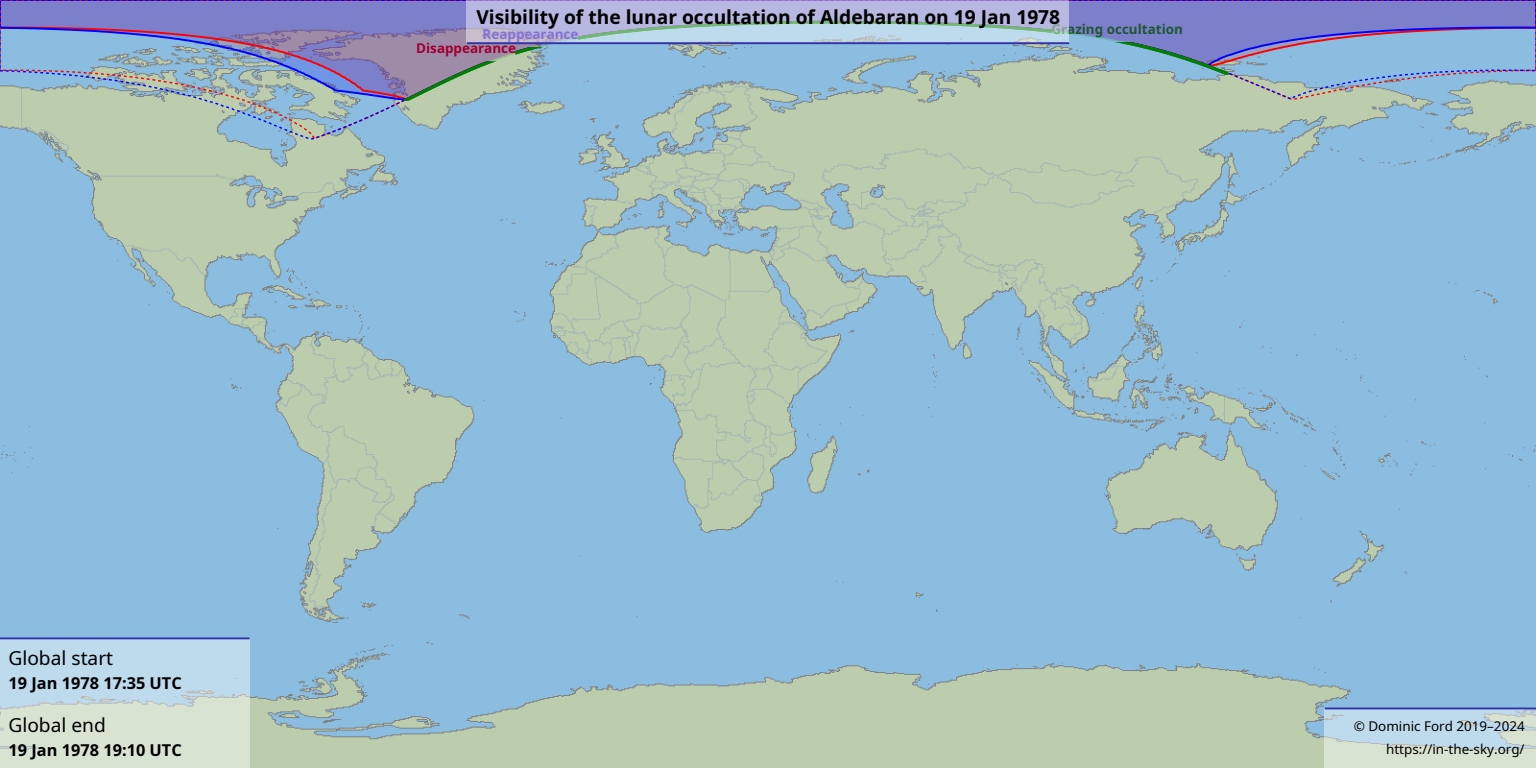 Visibility of the lunar occultation of Aldebaran on 19 Jan 1978
Reappearance
Grazing occultation
Disappearance
Global start
19 Jan 1978 17:35 UTC
Global end
19 Jan 1978 19:10 UTC
© Dominic Ford 2019–2024
https://in-the-sky.org/